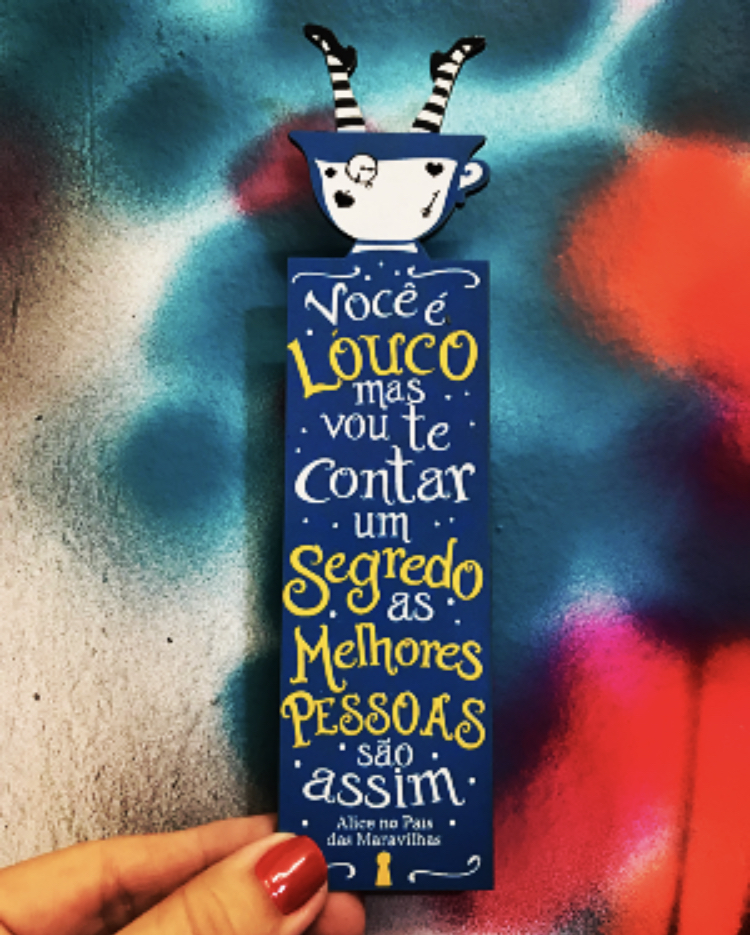 Você é
LOUCO
mas
vou te
contar
um
Segredo
as
Melhores
PESSOAS
são
assim
Alice no País
das Maravilhas